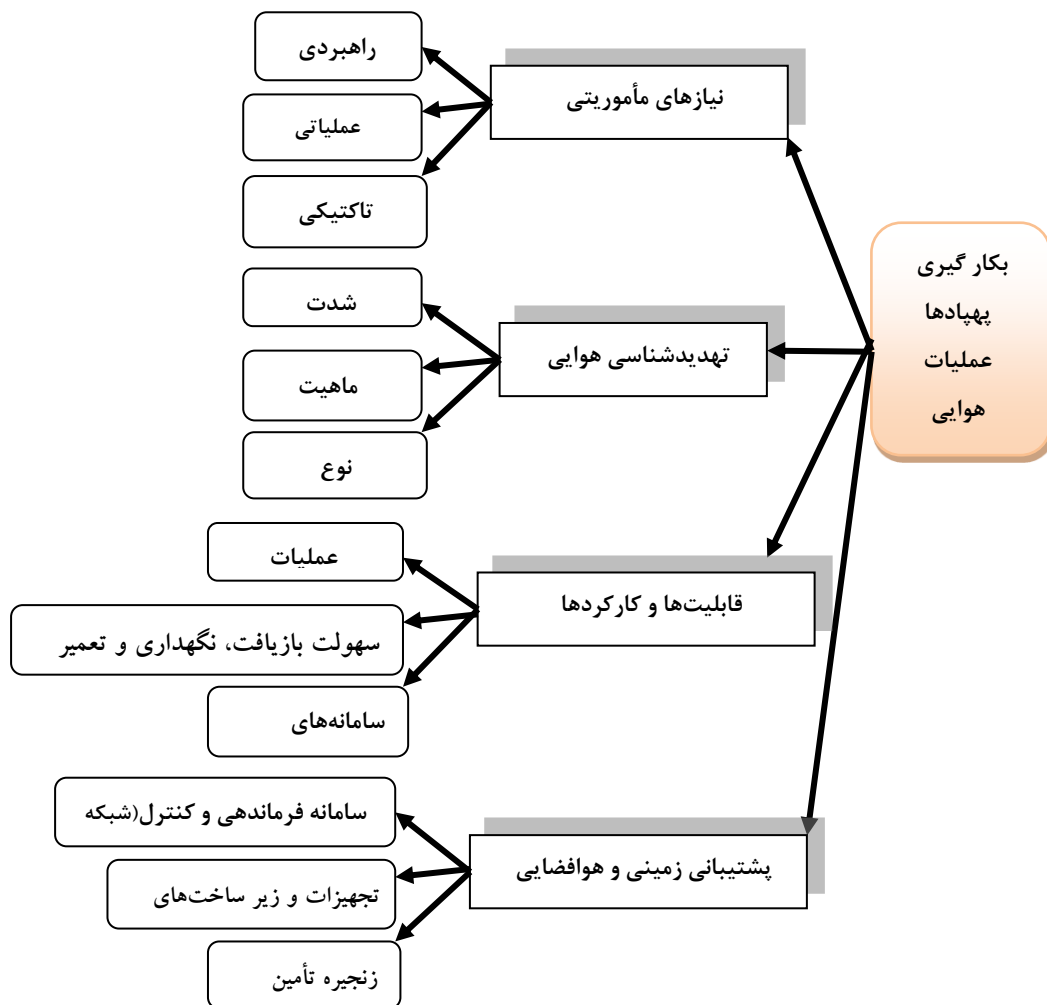 بکار گیری
پهپادها
عملیات
هوایی
نیازهای مأموریتی
راهبردی
عملیاتی
تاکتیکی
تهدیدشناسی هوایی
شدت
ماهیت
نوع
قابلیت‌ها و کارکردها
عملیات
سهولت بازیافت، نگهداری و تعمیر
سامانه‌های
پشتیبانی زمینی و هوافضایی
سامانه فرماندهی و کنترل(شبکه
تجهیزات و زیر ساخت‌های
زنجیره تأمین